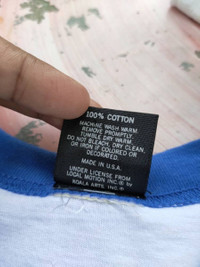 100% COTTON
MACHINE WASH WARM.
REMOVE PROMPTLY.
TUMBLE DRY WARM.
DO NOT BLEACH, DRY CLEAN,
OR IRON IF COLORED OR
DECORATED.
MADE IN U.S.A.
UNDER LICENSE FROM
LOCAL MOTION INC.® BY
KOALA ARTS, INC.